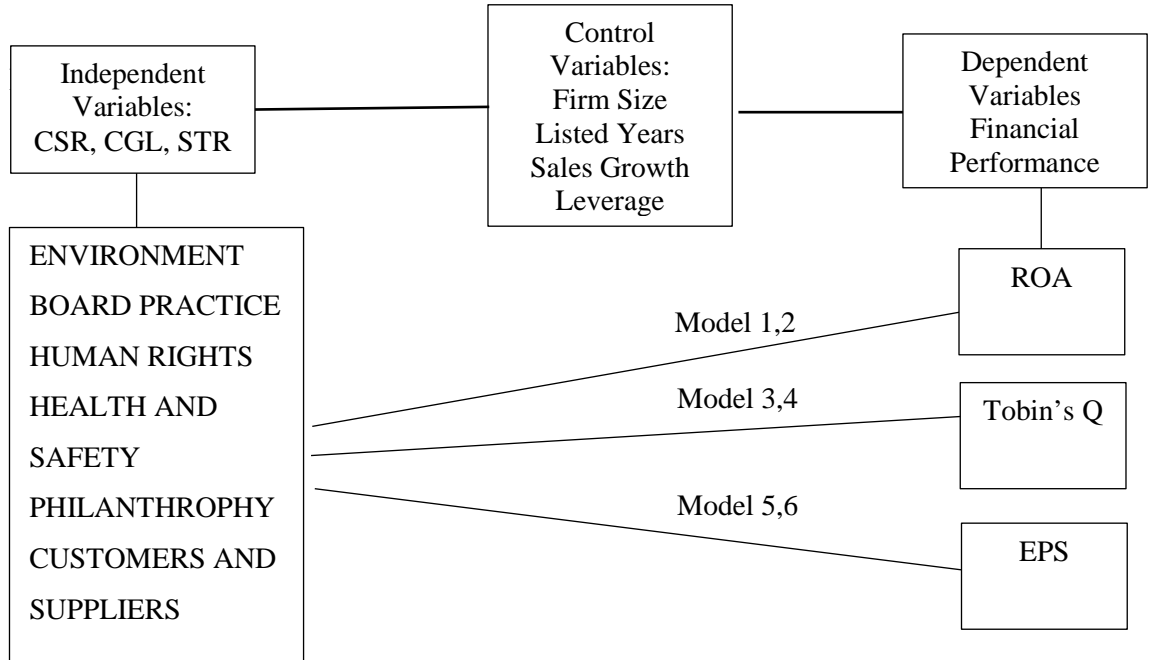 Independent
Variables:
CSR, CGL, STR
Control
Variables:
Firm Size
Listed Years
Sales Growth
Leverage
Dependent
Variables
Financial
Performance
ENVIRONMENT
BOARD PRACTICE
HUMAN RIGHTS
HEALTH AND
SAFETY
PHILANTHROPY
CUSTOMERS AND
SUPPLIERS
Model 1,2
Model 3,4
Model 5,6
ROA
Tobin’s Q
EPS